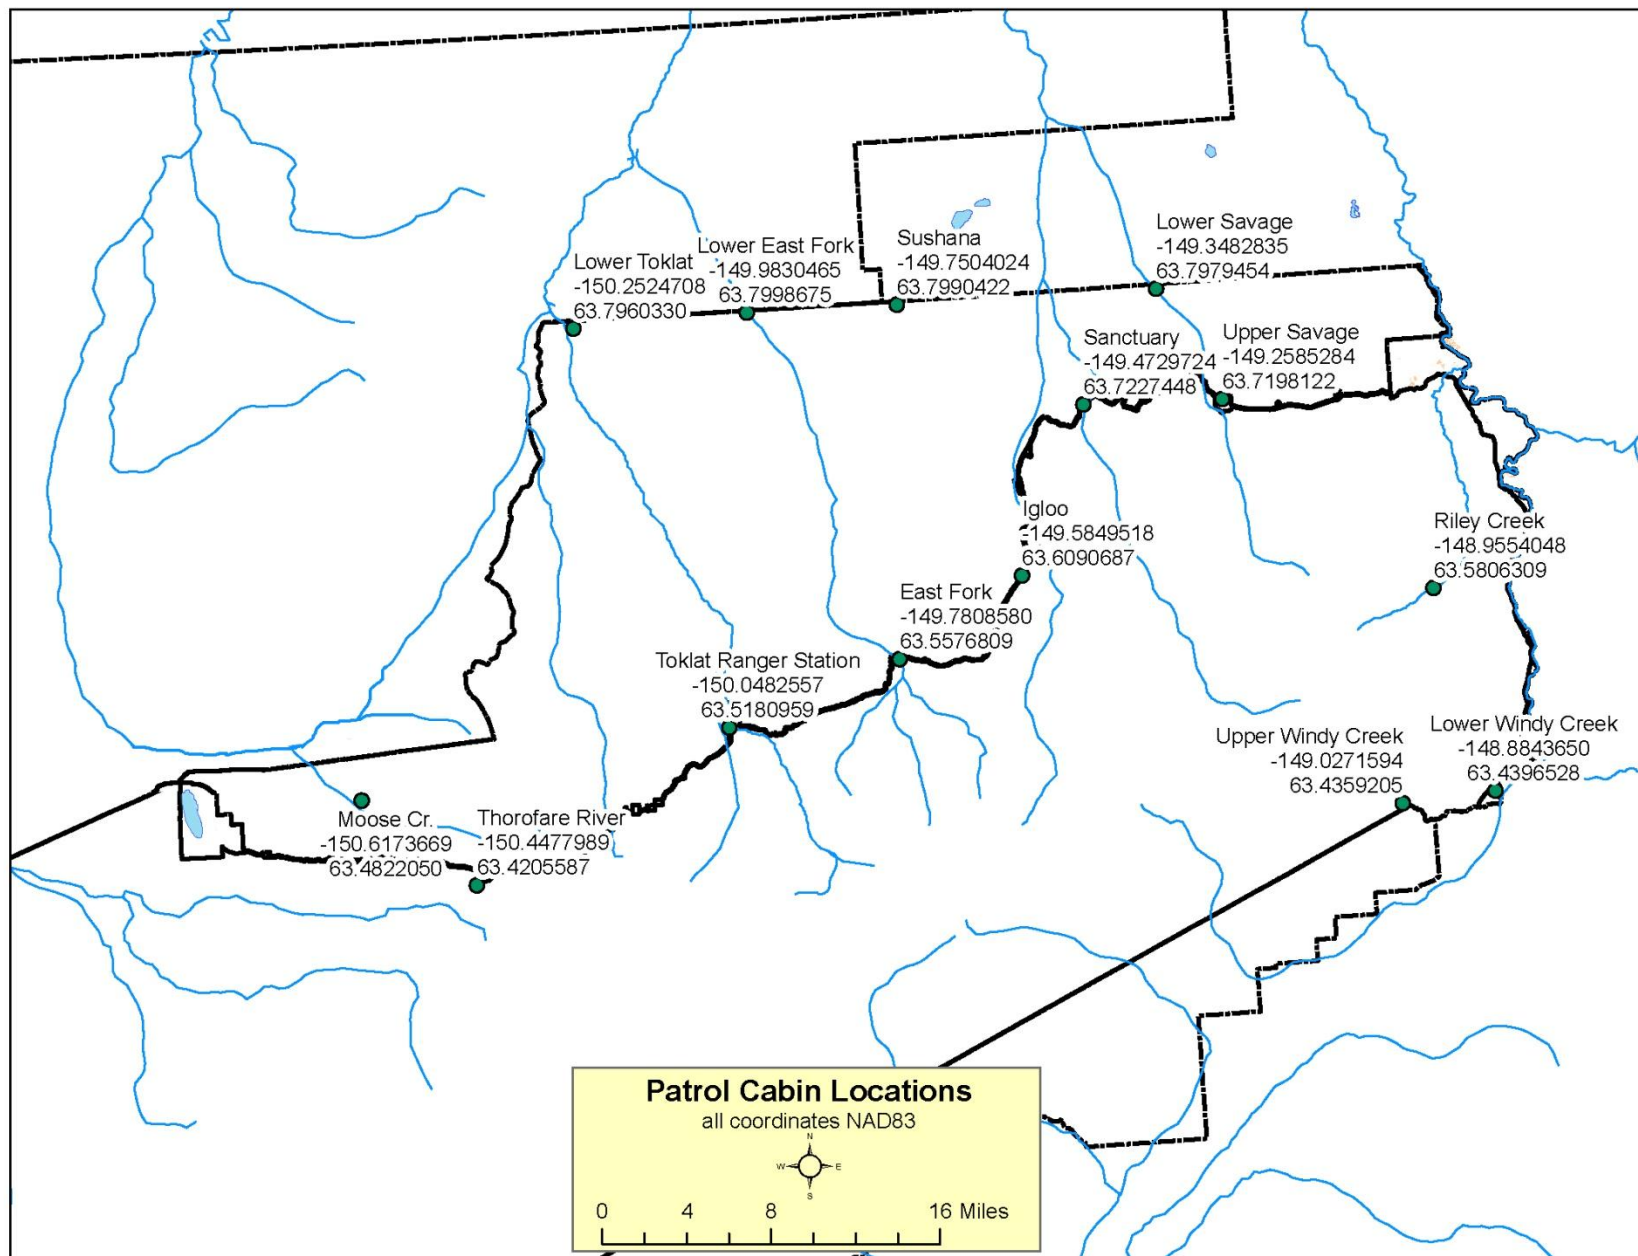 Lower Savage
-149.3482835
63.7979454
Lower East Fork
-149.9830465
63.7998675
Sushana
-149.7504024
63.7990422
Lower Toklat
-150.2524708
63.7960330
Sanctuary
-149.4729724
63.7227448
Upper Savage
-149.2585284
63.7198122
Igloo
-149.5849518
63.6090687
Riley Creek
-148.9554048
63.5806309
East Fork
-149.7808580
63.5576809
Toklat Ranger Station
-150.0482557
63.5180959
Upper Windy Creek
-149.0271594
63.4359205
Lower Windy Creek
-148.8843650
63.4396528
Moose Cr.
-150.6173669
63.4822050
Thorofare River
-150.4477989
63.4205587
Patrol Cabin Locations
all coordinates NAD83
N
W E
S
0 4 8 16 Miles